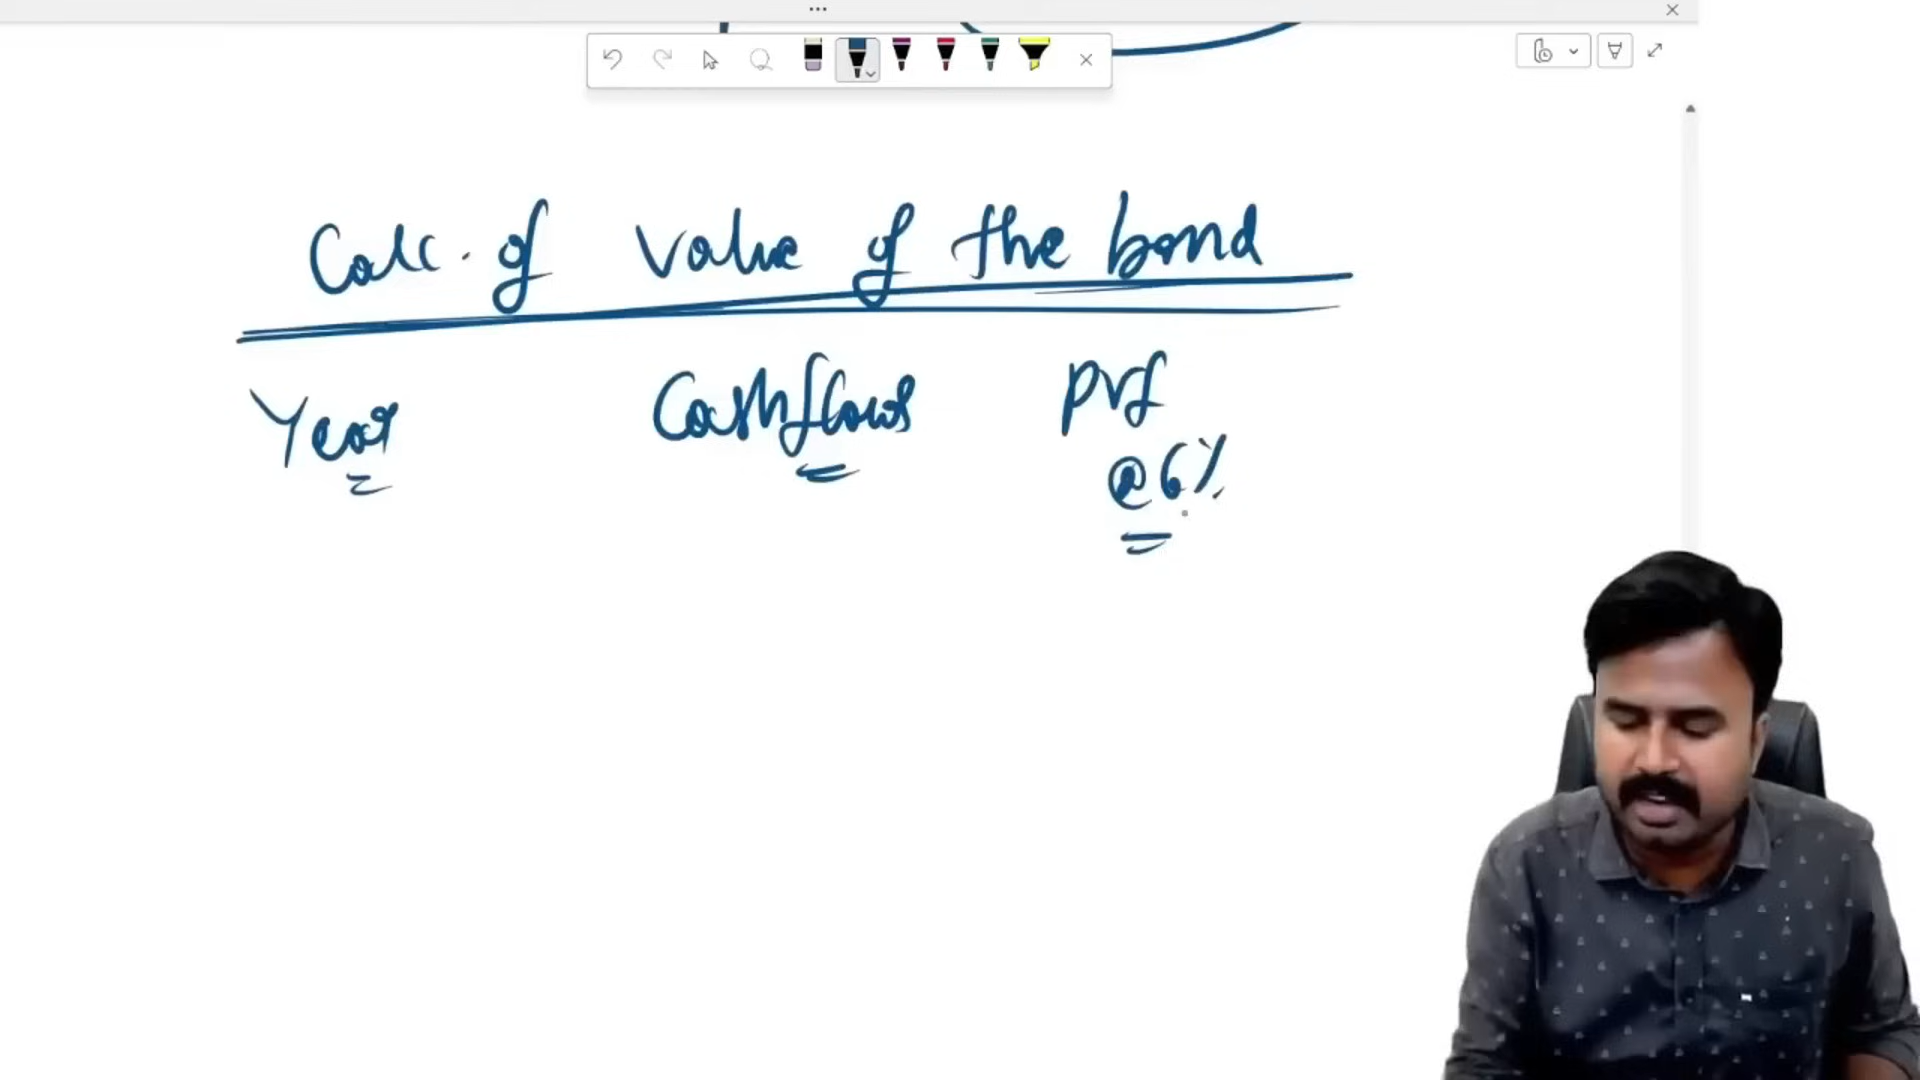 Calc. of Value of the bond
Year Cashflows PVf
@6%